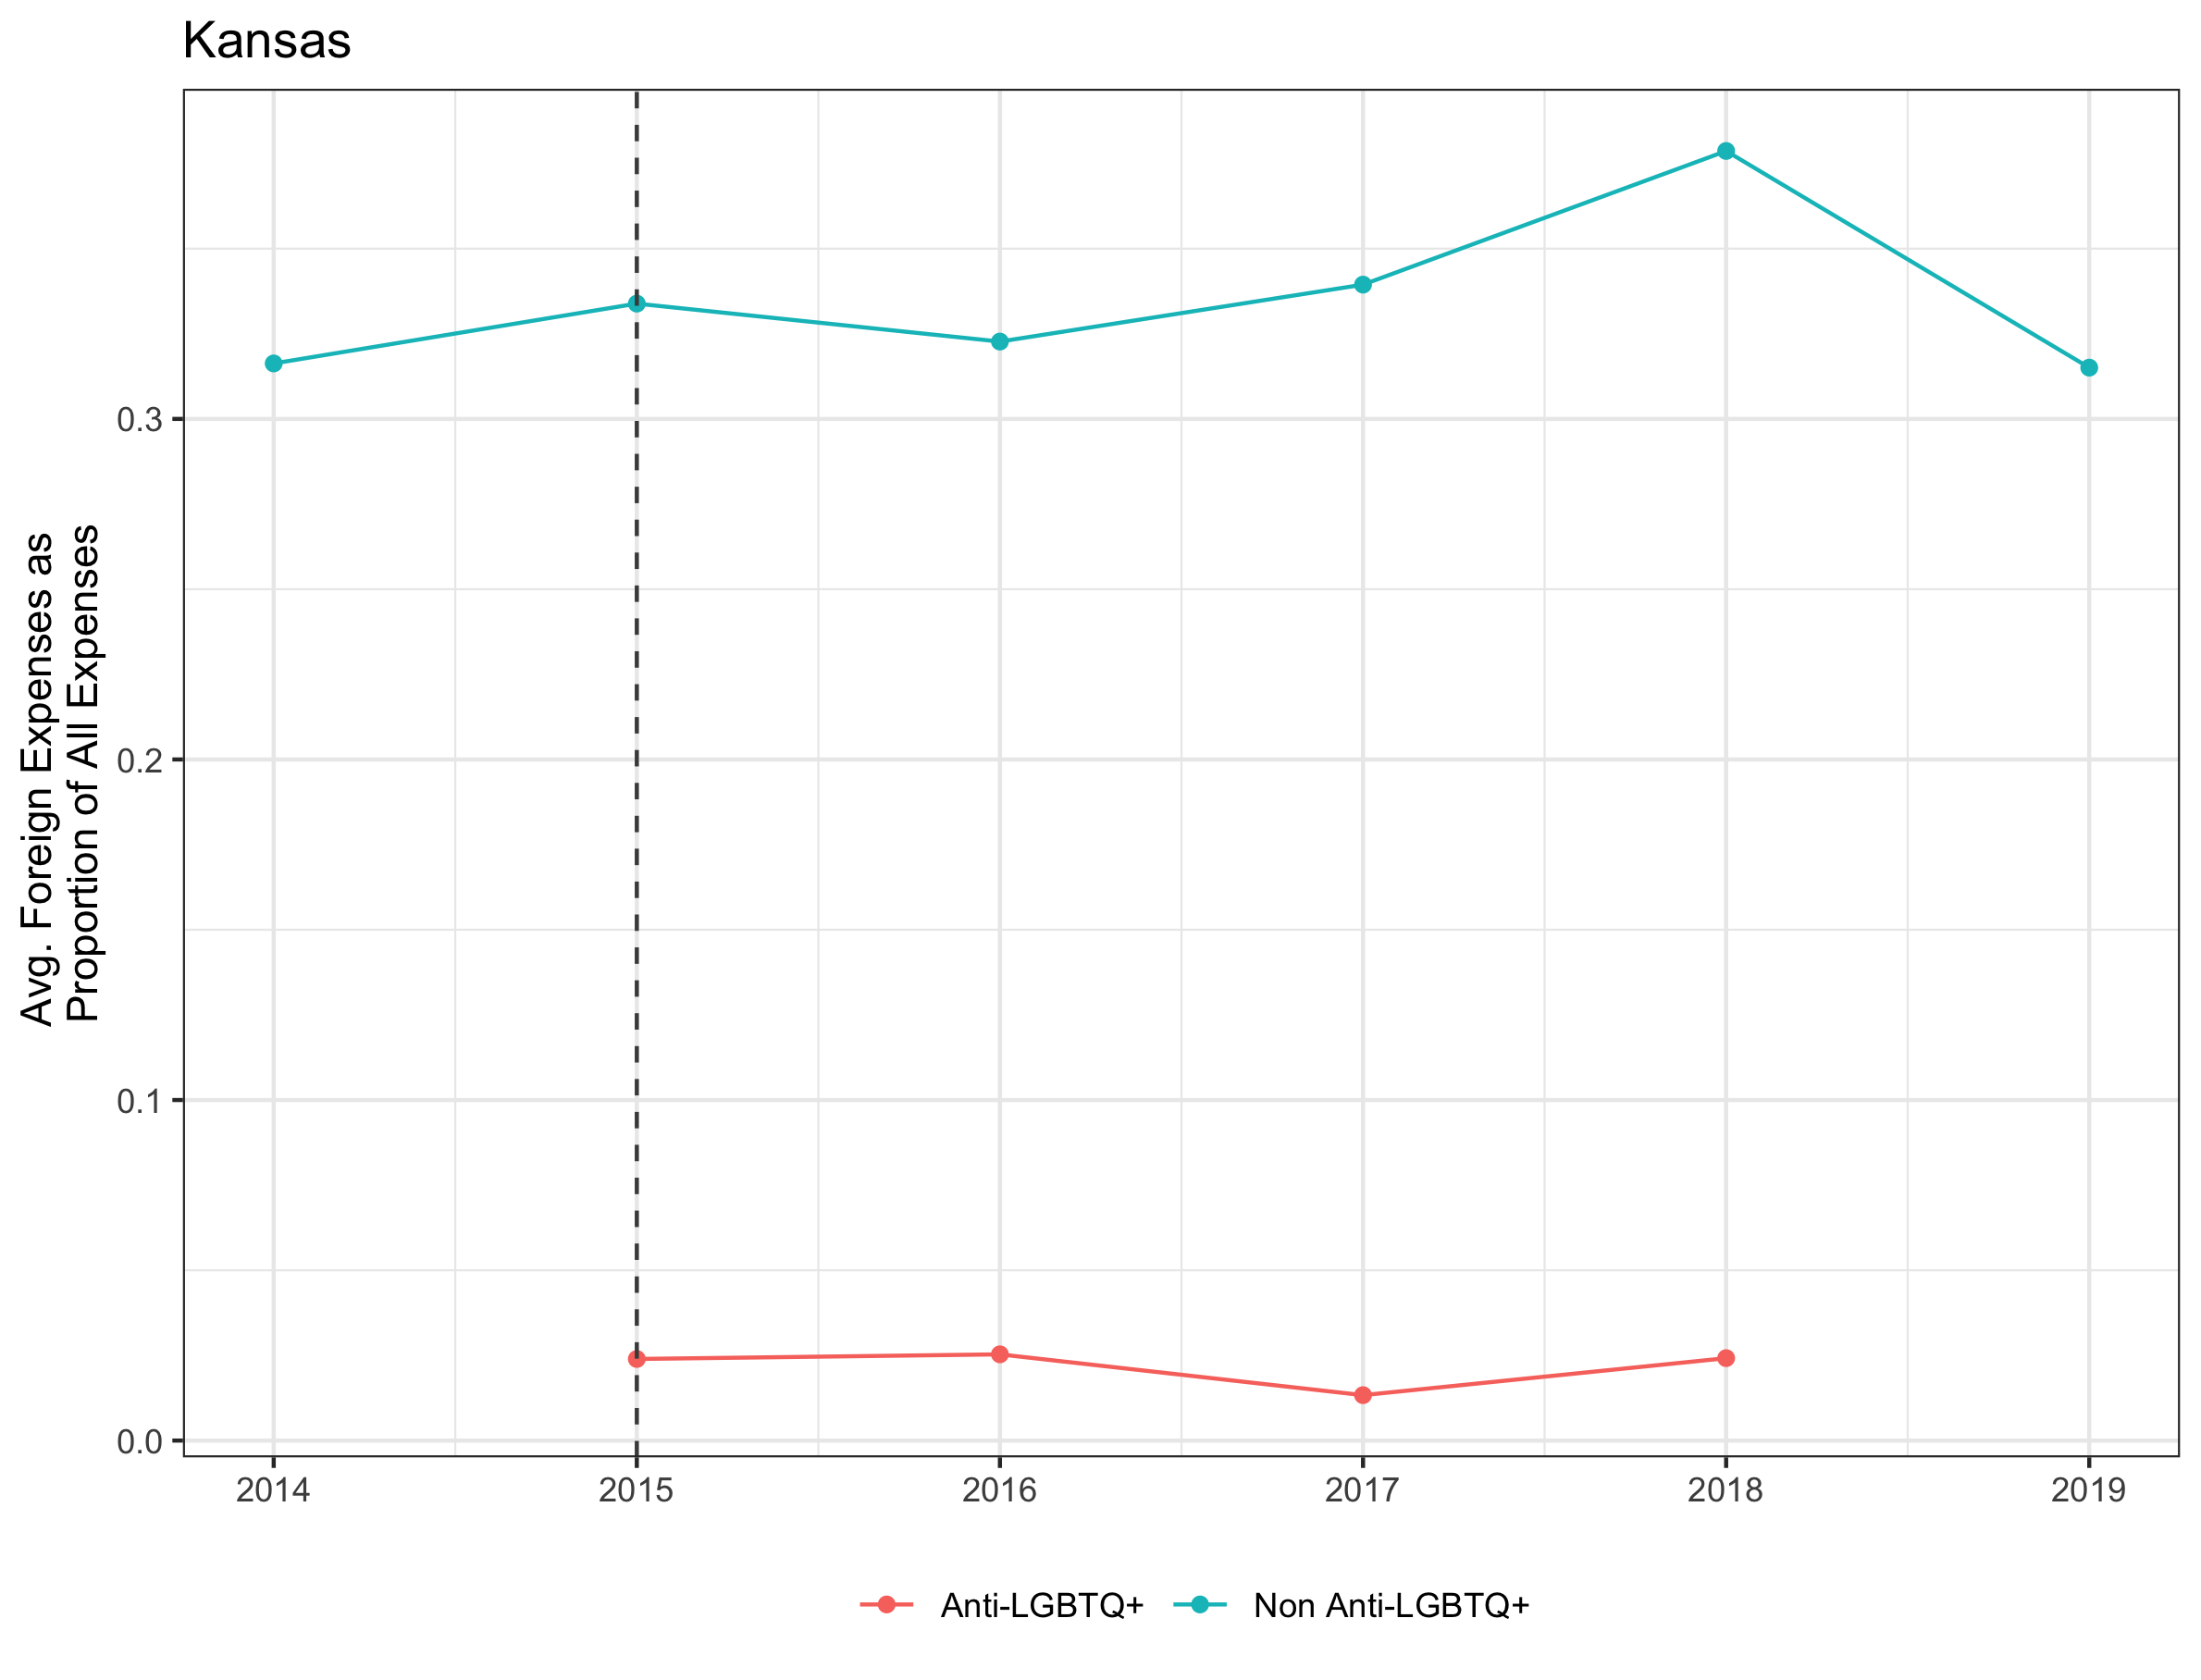 Kansas
Avg. Foreign Expenses as
Proportion of All Expenses
0.3
0.2
0.1
0.0
2014 2015 2016 2017 2018 2019
Anti-LGBTQ+ Non Anti-LGBTQ+